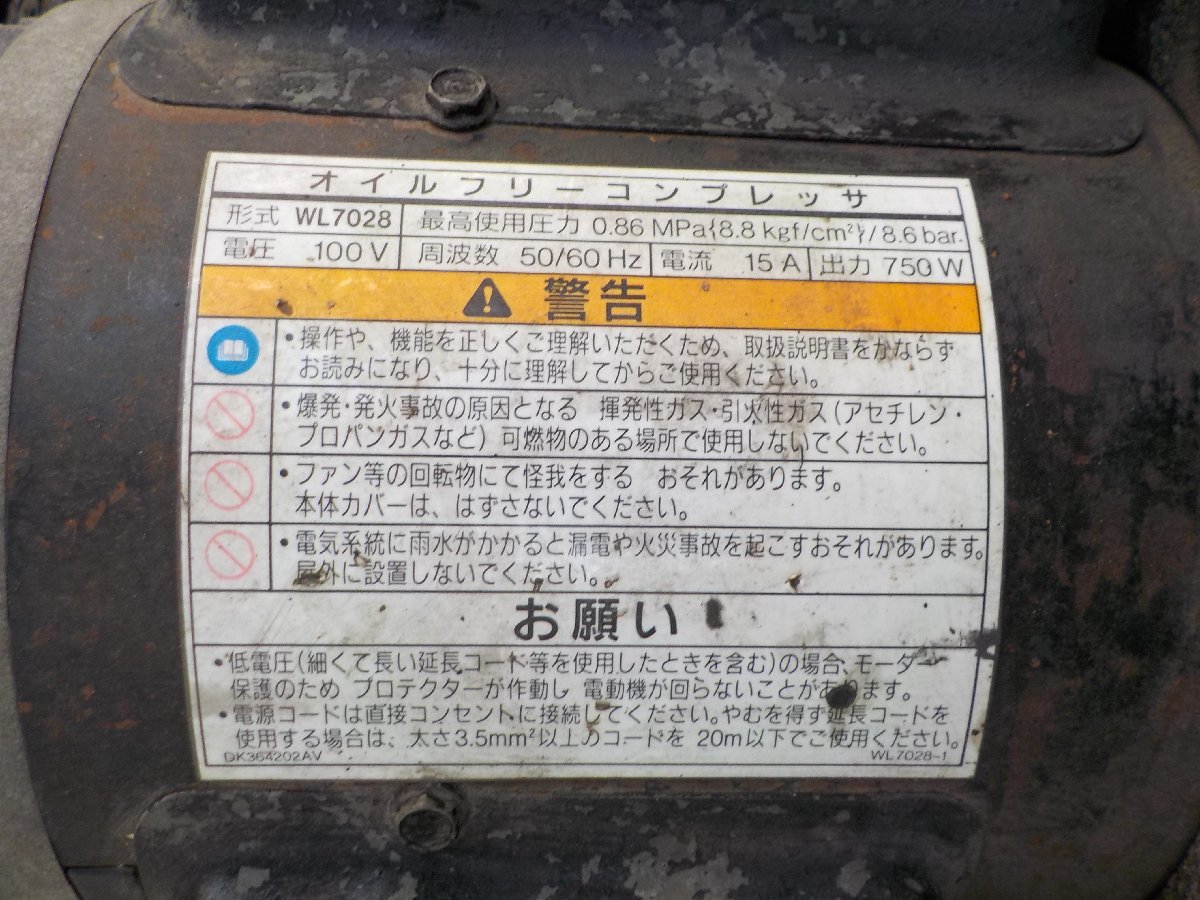 オイルフリーコンプレッサ
形式 WL7028 最高使用圧力 0.86 MPa{8.8 kgf/cm²}/8.6 bar.
電圧 100 V 周波数 50/60 Hz 電流 15 A 出力 750 W
警告
・操作や、機能を正しくご理解いただくため、取扱説明書をかならず
お読みになり、十分に理解してからご使用ください。
・爆発・発火事故の原因となる 揮発性ガス・引火性ガス(アセチレン・
プロパンガスなど) 可燃物のある場所で使用しないでください。
・ファン等の回転物にて怪我をする おそれがあります。
本体カバーは、はずさないでください。
・電気系統に雨水がかかると漏電や火災事故を起こすおそれがあります。
屋外に設置しないでください。
お願い
・低電圧(細くて長い延長コード等を使用したときを含む)の場合、モーター
保護のため プロテクターが作動し 電動機が回らないことがあります。
・電源コードは直接コンセントに接続してください。やむを得ず延長コードを
使用する場合は、太さ3.5mm²以上のコードを 20m以下でご使用ください。
DK364202AV WL7028-1